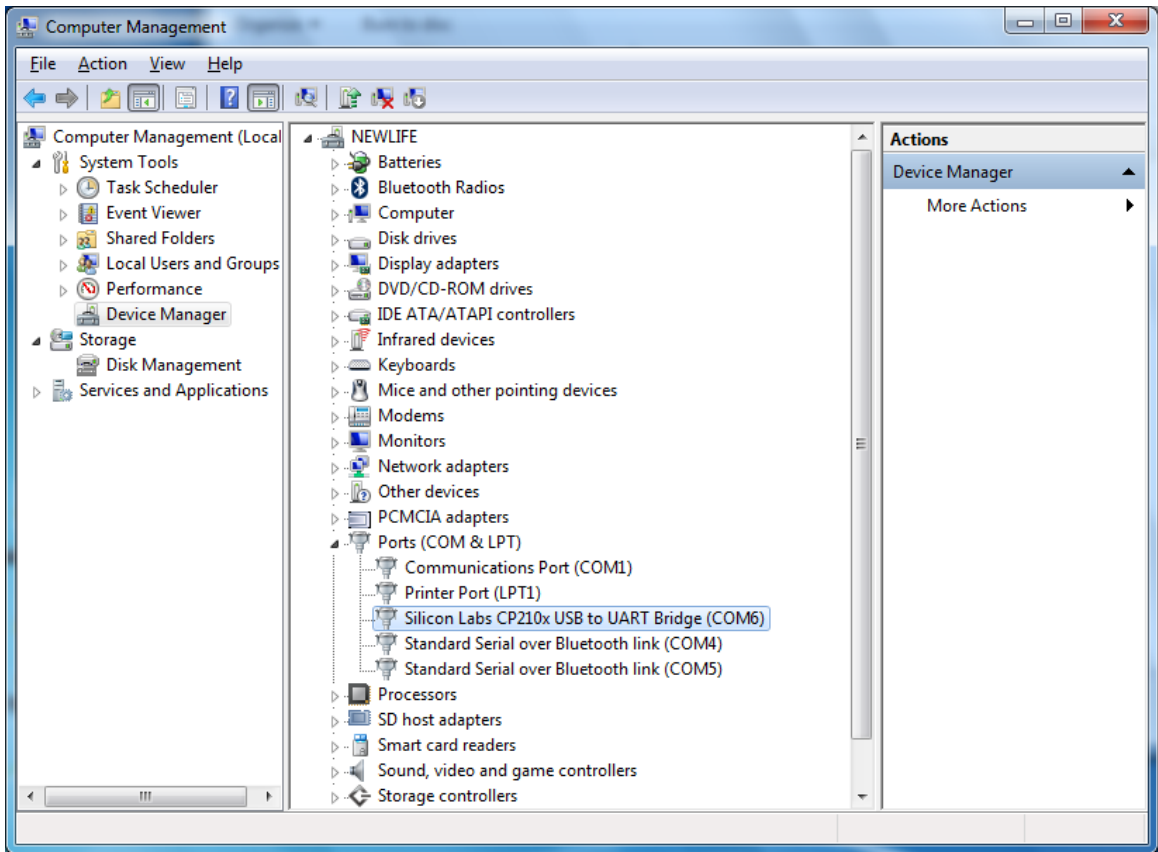 Computer Management
File Action View Help
Computer Management (Local
System Tools
Task Scheduler
Event Viewer
Shared Folders
Local Users and Groups
Performance
Device Manager
Storage
Disk Management
Services and Applications
NEWLIFE
Batteries
Bluetooth Radios
Computer
Disk drives
Display adapters
DVD/CD-ROM drives
IDE ATA/ATAPI controllers
Infrared devices
Keyboards
Mice and other pointing devices
Modems
Monitors
Network adapters
Other devices
PCMCIA adapters
Ports (COM & LPT)
Communications Port (COM1)
Printer Port (LPT1)
Silicon Labs CP210x USB to UART Bridge (COM6)
Standard Serial over Bluetooth link (COM4)
Standard Serial over Bluetooth link (COM5)
Processors
SD host adapters
Smart card readers
Sound, video and game controllers
Storage controllers
Actions
Device Manager
More Actions